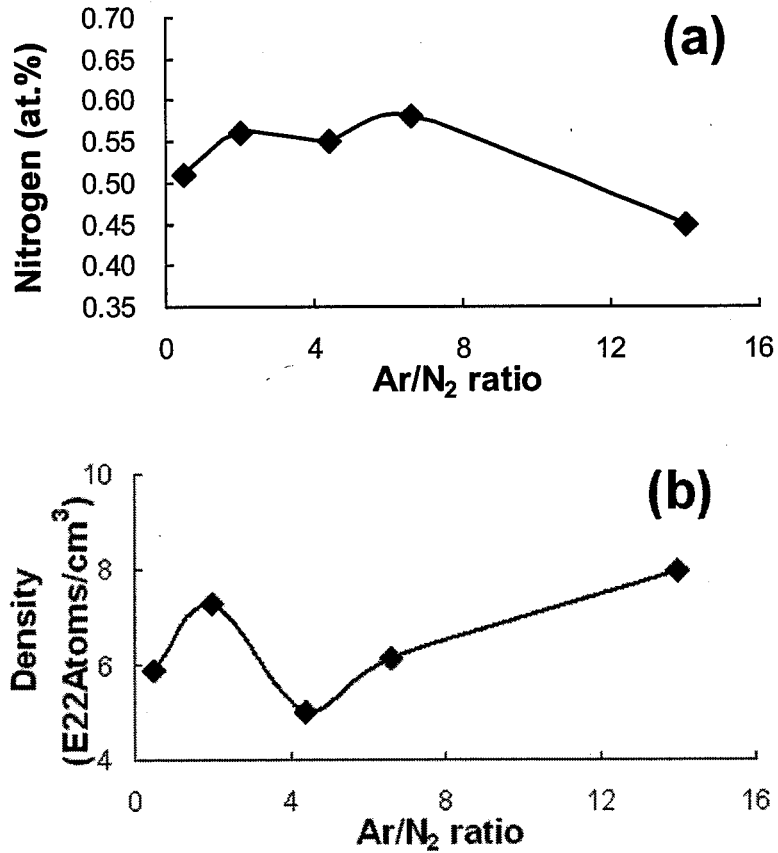 (a)
Nitrogen (at.%)
0.70
0.65
0.60
0.55
0.50
0.45
0.40
0.35
0 4 8 12 16
Ar/N₂ ratio
(b)
Density
(E22Atoms/cm³)
10
8
6
4
0 4 8 12 16
Ar/N₂ ratio